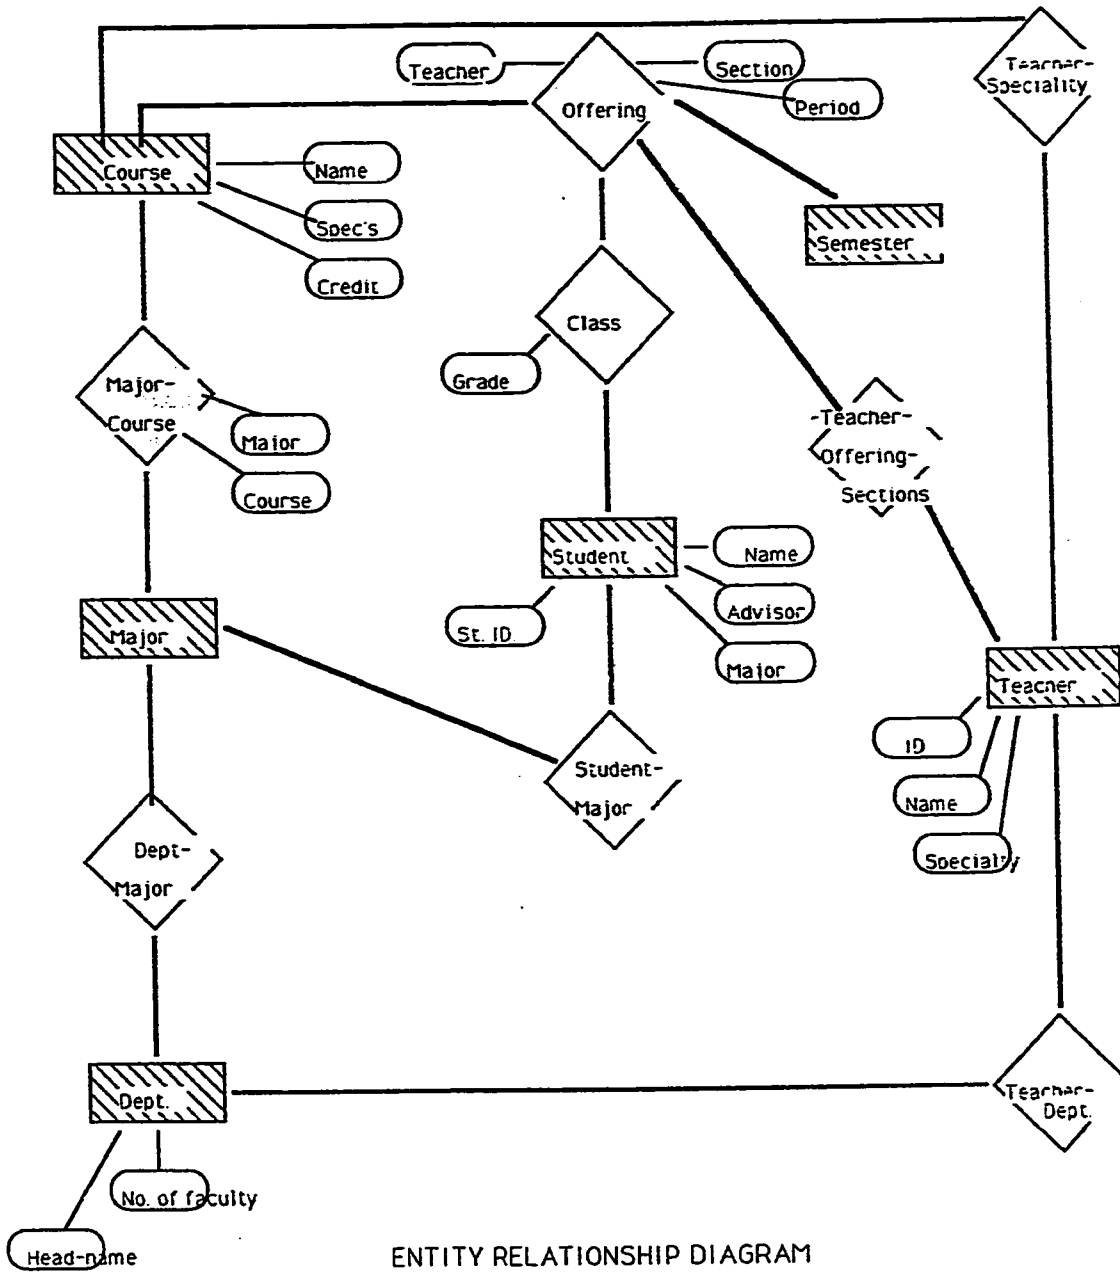 Teacher
Section
Teacher-
Speciality
Offering
Period
Course
Name
Spec's
Semester
Credit
Class
Major-
Course
Grade
Major
-Teacher-
Offering-
Sections
Course
Student
Name
Advisor
St. ID
Major
Major
Teacher
ID
Student-
Major
Name
Dept-
Major
Specialty
Dept.
Teacher-
Dept.
No. of faculty
Head-name
ENTITY RELATIONSHIP DIAGRAM